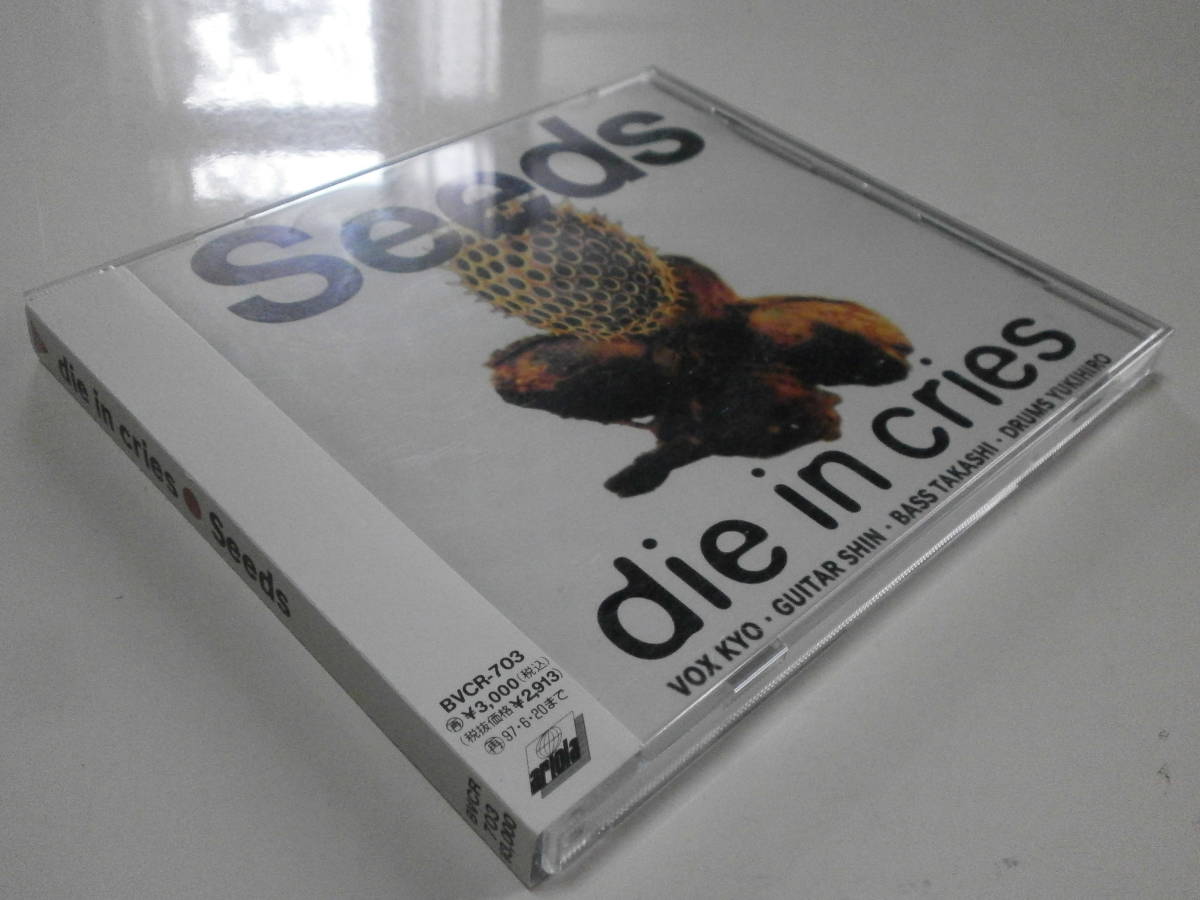 Seeds
die in cries
VOX KYO · GUITAR SHIN · BASS TAKASHI · DRUMS YUKIHIRO
die in cries ● Seeds
BVCR-703
再 ¥3,000(税込)
(税抜価格¥2,913)
再 97・6・20まで
ariola
BVCR
703
¥3,000